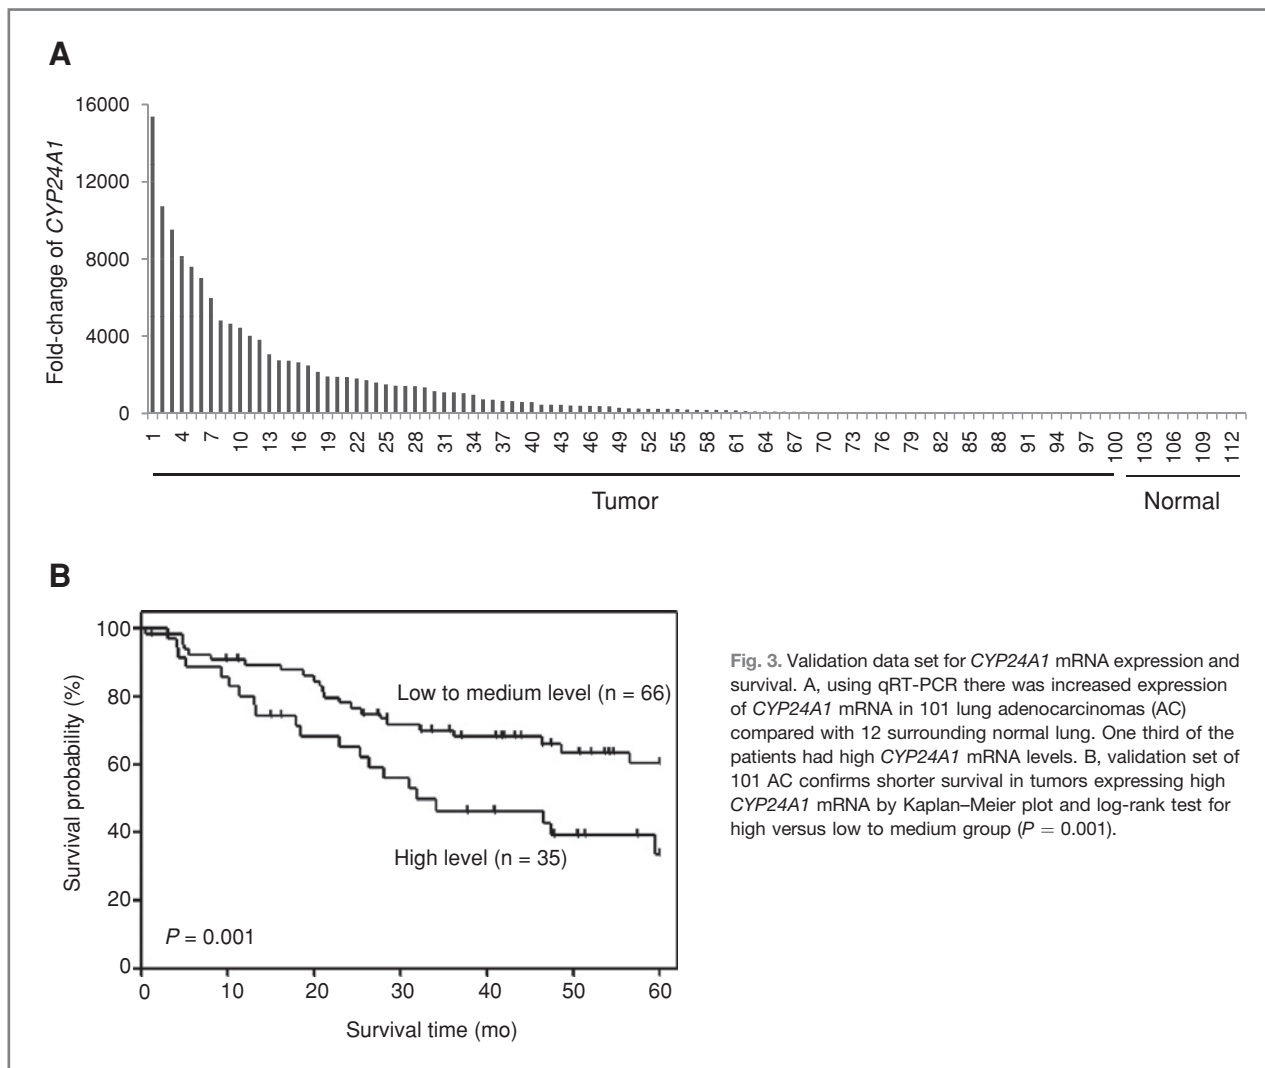 A
16000
12000
8000
4000
0
Fold-change of CYP24A1
1 4 7 10 13 16 19 22 25 28 31 34 37 40 43 46 49 52 55 58 61 64 67 70 73 76 79 82 85 88 91 94 97 100 103 106 109 112
Tumor Normal
B
100
80
60
40
20
0
Survival probability (%)
Low to medium level (n = 66)
High level (n = 35)
P = 0.001
0 10 20 30 40 50 60
Survival time (mo)
Fig. 3. Validation data set for CYP24A1 mRNA expression and
survival. A, using qRT-PCR there was increased expression
of CYP24A1 mRNA in 101 lung adenocarcinomas (AC)
compared with 12 surrounding normal lung. One third of the
patients had high CYP24A1 mRNA levels. B, validation set of
101 AC confirms shorter survival in tumors expressing high
CYP24A1 mRNA by Kaplan–Meier plot and log-rank test for
high versus low to medium group (P = 0.001).